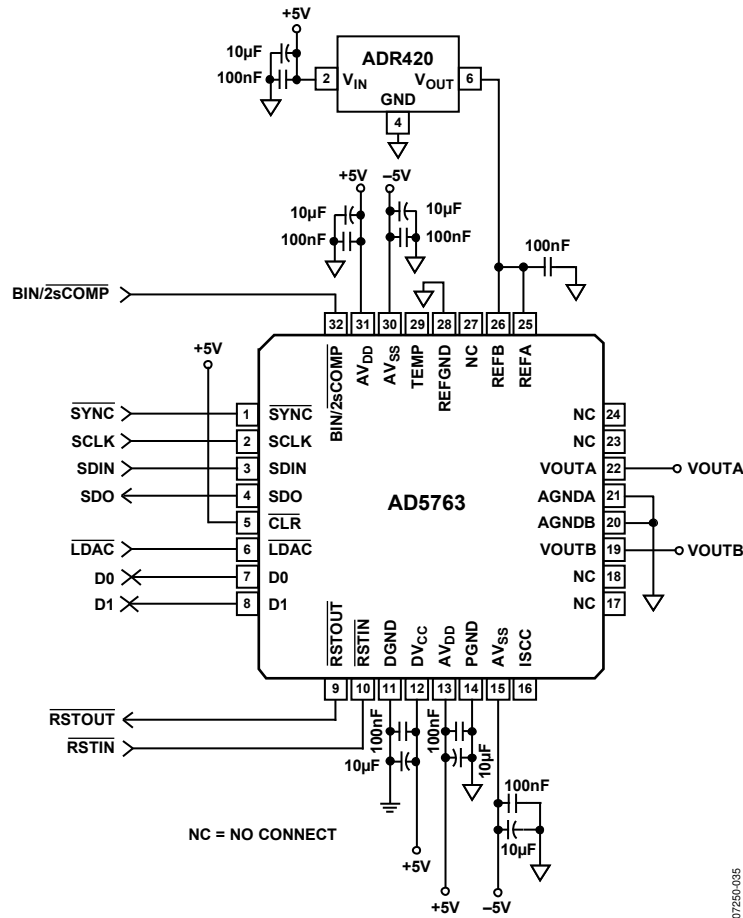 +5V
10µF
100nF
ADR420
2
VIN
VOUT
6
GND
4
+5V
–5V
10µF
100nF
10µF
100nF
100nF
BIN/2sCOMP
32
31
30
29
28
27
26
25
BIN/2sCOMP
AVDD
AVSS
TEMP
REFGND
NC
REFB
REFA
+5V
SYNC
1
SYNC
SCLK
2
SCLK
SDIN
3
SDIN
SDO
4
SDO
5
CLR
LDAC
6
LDAC
D0
7
D0
D1
8
D1
AD5763
NC
24
NC
23
VOUTA
22
VOUTA
AGNDA
21
AGNDB
20
VOUTB
19
VOUTB
NC
18
NC
17
RSTOUT
RSTIN
DGND
DVCC
AVDD
PGND
AVSS
ISCC
9
10
11
12
13
14
15
16
RSTOUT
RSTIN
100nF
10µF
100nF
10µF
100nF
10µF
NC = NO CONNECT
+5V
+5V
–5V
07250-035